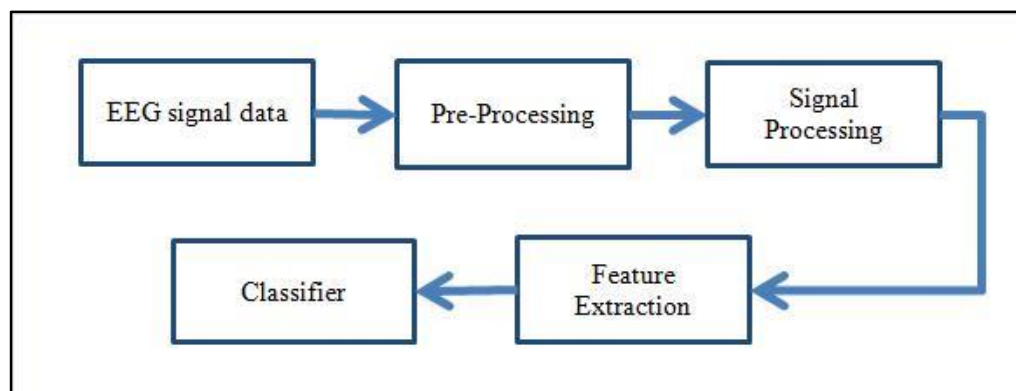 EEG signal data
Pre-Processing
Signal
Processing
Feature
Extraction
Classifier